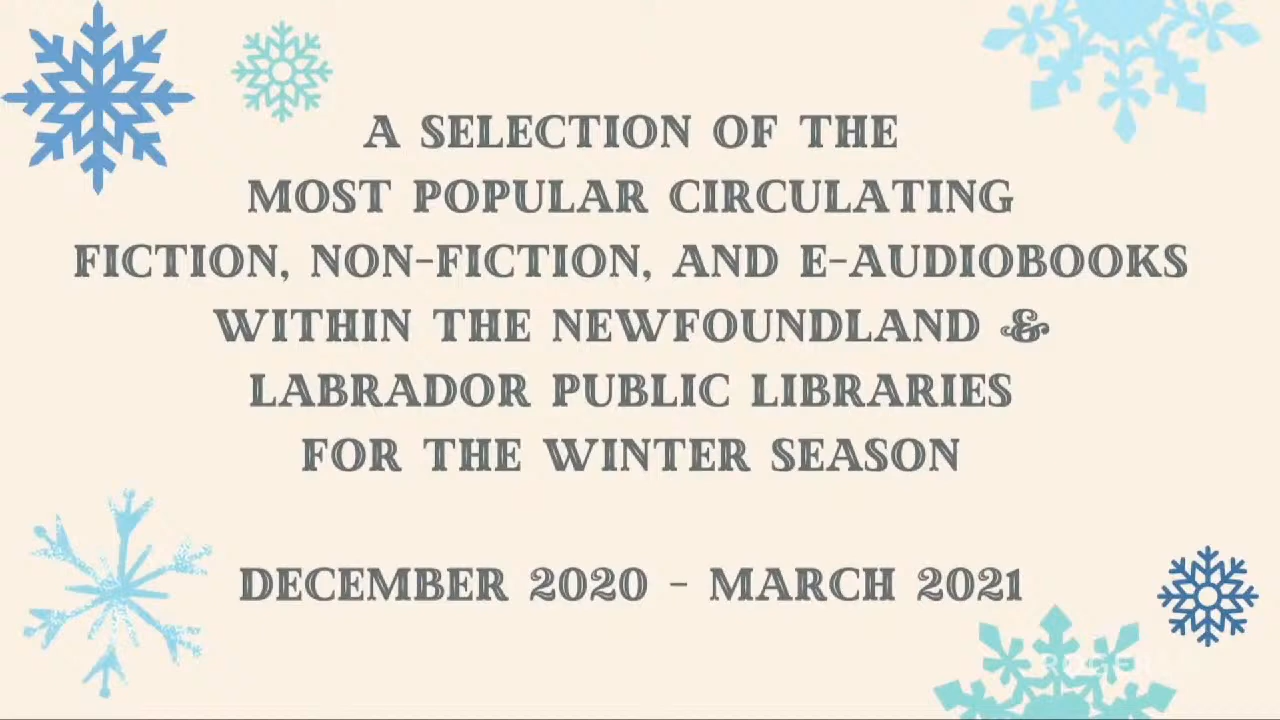 A SELECTION OF THE
MOST POPULAR CIRCULATING
FICTION, NON-FICTION, AND E-AUDIOBOOKS
WITHIN THE NEWFOUNDLAND &
LABRADOR PUBLIC LIBRARIES
FOR THE WINTER SEASON
DECEMBER 2020 - MARCH 2021